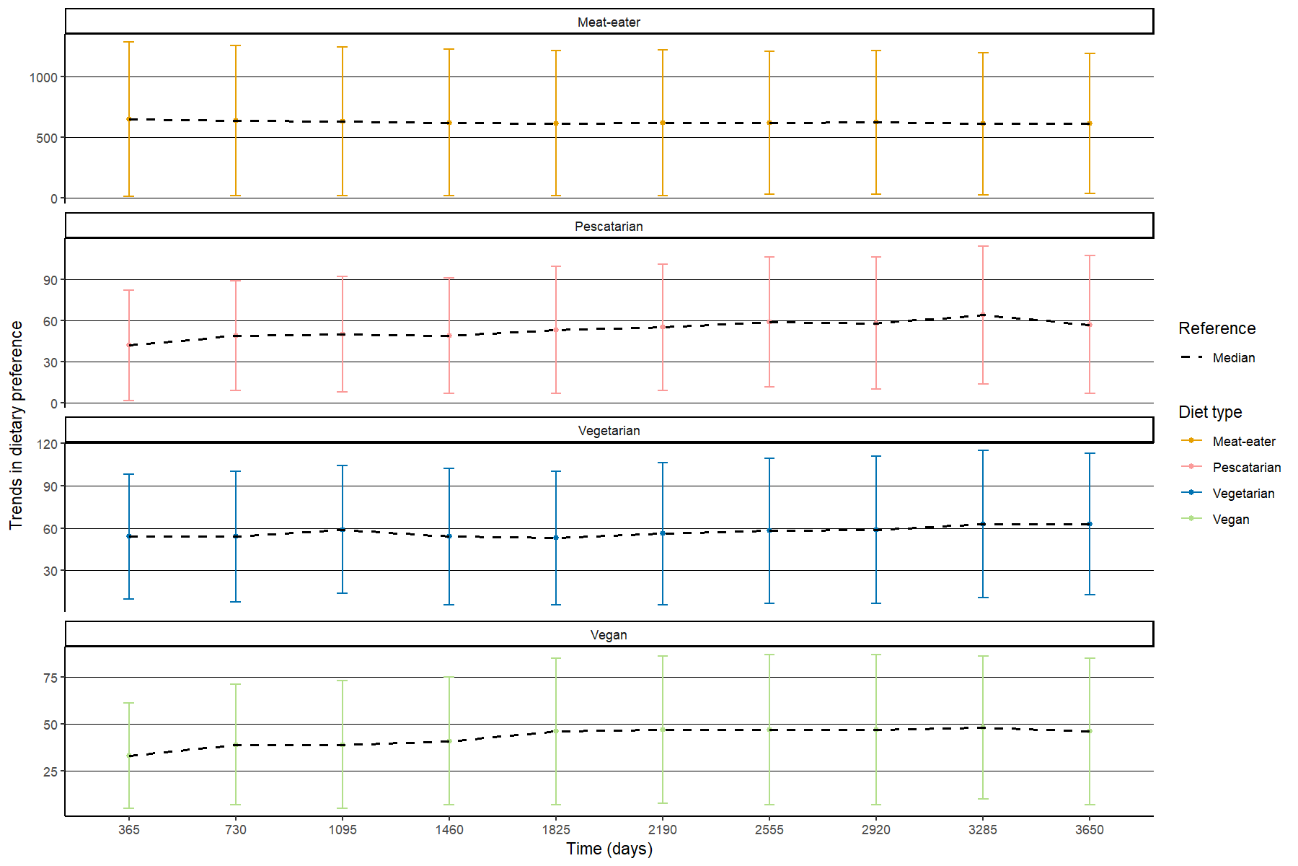 Meat-eater
1000
500
0
Pescatarian
90
60
30
0
Vegetarian
120
90
60
30
Vegan
75
50
25
365 730 1095 1460 1825 2190 2555 2920 3285 3650
Time (days)
Trends in dietary preference
Reference
Median
Diet type
Meat-eater
Pescatarian
Vegetarian
Vegan